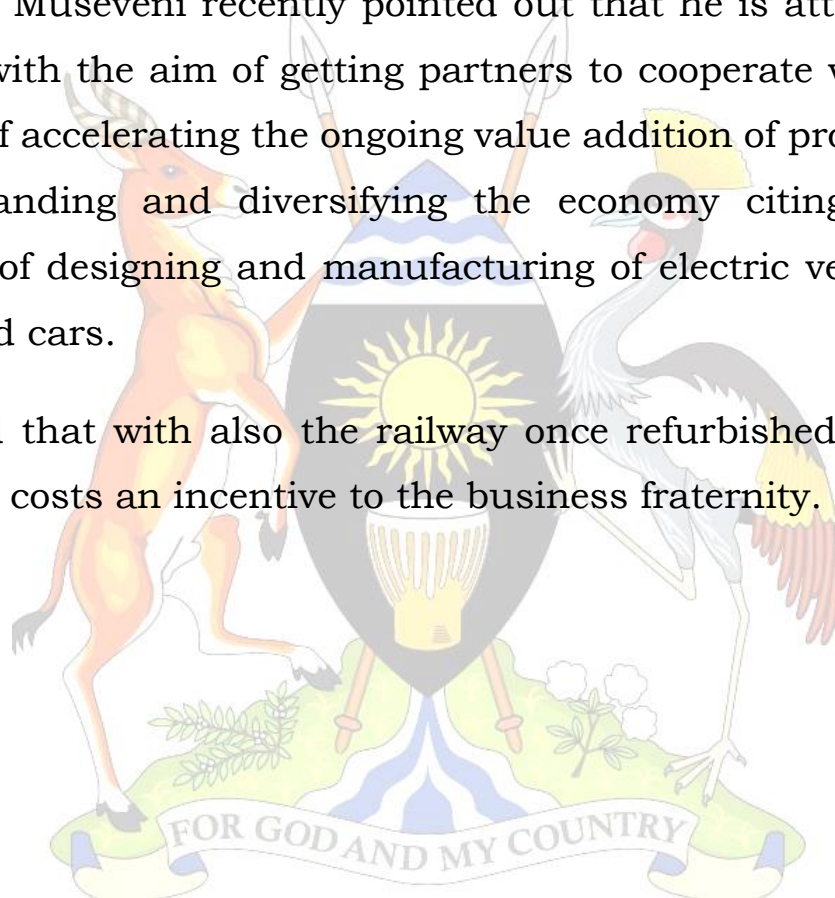 Museveni recently pointed out that he is att
with the aim of getting partners to cooperate
f accelerating the ongoing value addition of pro
anding and diversifying the economy citing
of designing and manufacturing of electric ve
d cars.
that with also the railway once refurbished
costs an incentive to the business fraternity.
FOR GOD AND MY COUNTRY